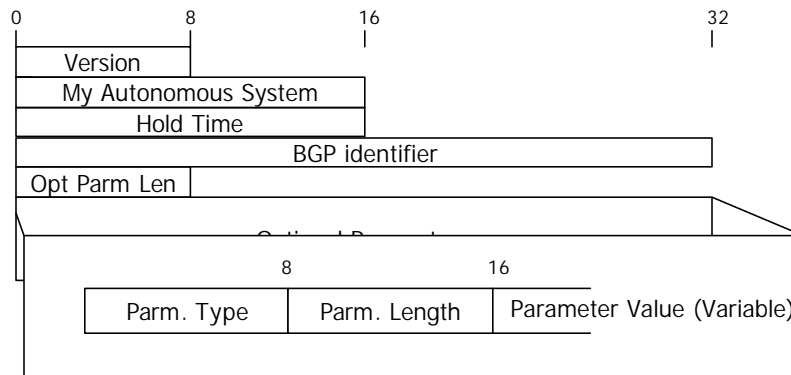 0 8 16 32
Version
My Autonomous System
Hold Time
BGP identifier
Opt Parm Len
8 16
Parm. Type Parm. Length Parameter Value (Variable)